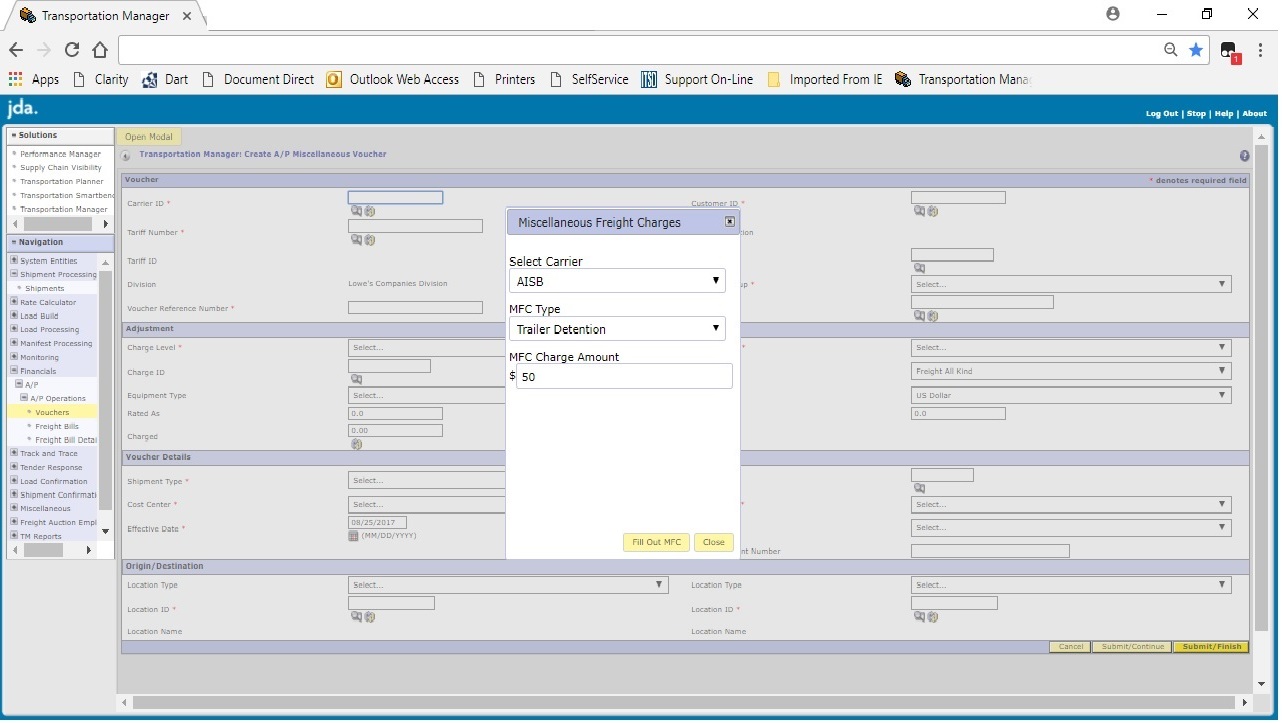 Transportation Manager
Apps Clarity Dart Document Direct Outlook Web Access Printers SelfService Support On-Line Imported From IE Transportation Mana
1
jda.
Log Out | Stop | Help | About
Solutions
Performance Manager
Supply Chain Visibility
Transportation Planner
Transportation Smartben
Transportation Manager
Navigation
System Entities
Shipment Processing
Shipments
Rate Calculator
Load Build
Load Processing
Manifest Processing
Monitoring
Financials
A/P
A/P Operations
Vouchers
Freight Bills
Freight Bill Detai
Track and Trace
Tender Response
Load Confirmation
Shipment Confirmati
Miscellaneous
Freight Auction Empi
TM Reports
Open Modal
Transportation Manager: Create A/P Miscellaneous Voucher
Voucher
* denotes required field
Carrier ID *
Customer ID *
Tariff Number *
tion
Tariff ID
Division Lowe's Companies Division
up * Select...
Voucher Reference Number *
Adjustment
Charge Level * Select...
* Select...
Charge ID
Freight All Kind
Equipment Type Select...
US Dollar
Rated As 0.0
0.0
Charged 0.00
Voucher Details
Shipment Type * Select...
Cost Center * Select...
* Select...
Effective Date * 08/25/2017
(MM/DD/YYYY)
Select...
nt Number
Origin/Destination
Location Type Select...
Location Type Select...
Location ID *
Location ID *
Location Name
Location Name
Cancel Submit/Continue Submit/Finish
Miscellaneous Freight Charges
Select Carrier
AISB
MFC Type
Trailer Detention
MFC Charge Amount
$ 50
Fill Out MFC Close